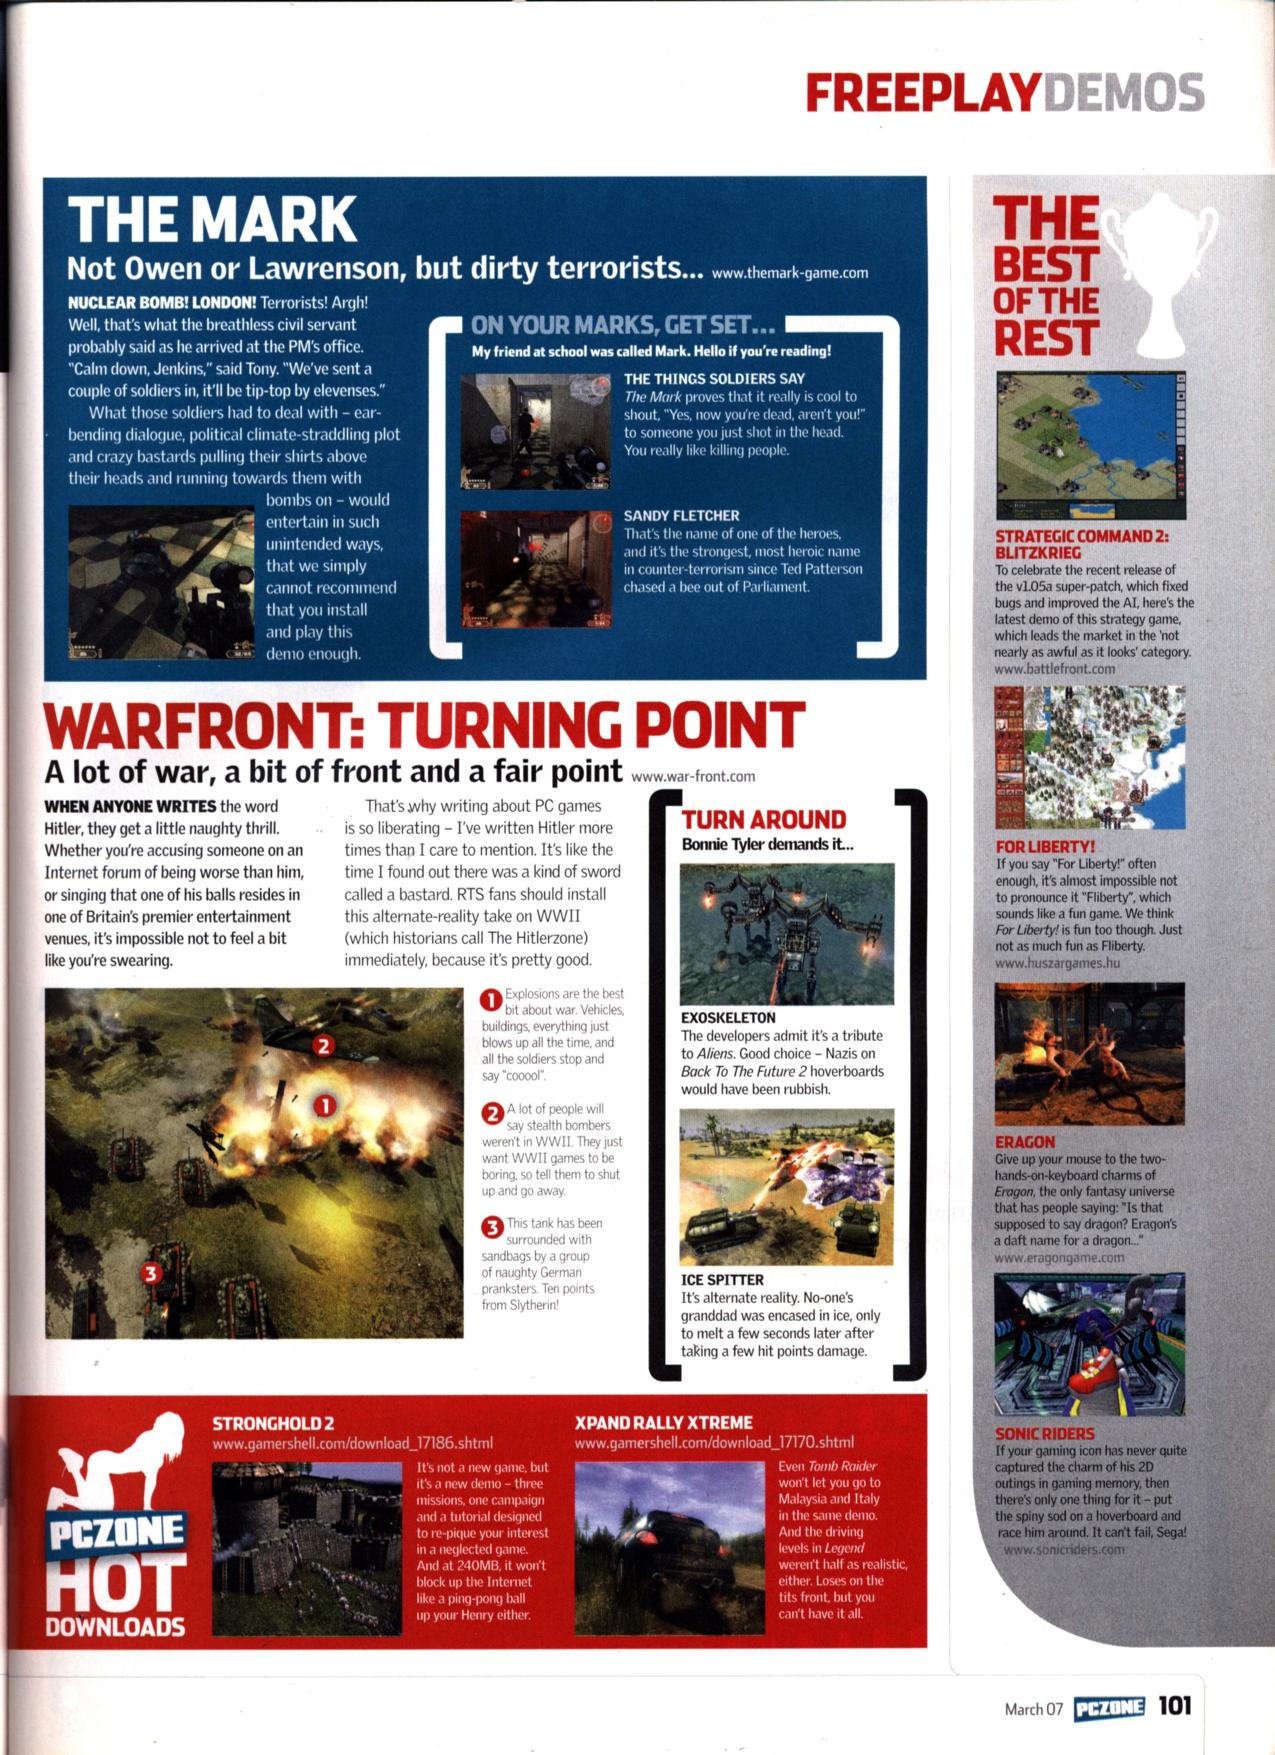 FREEPLAYDEMOS
THE MARK
Not Owen or Lawrenson, but dirty terrorists... www.themark-game.com
NUCLEAR BOMB! LONDON! Terrorists! Argh!
Well, that's what the breathless civil servant
probably said as he arrived at the PM's office.
"Calm down, Jenkins," said Tony. "We've sent a
couple of soldiers in, it'll be tip-top by elevenses."
What those soldiers had to deal with – ear-
bending dialogue, political climate-straddling plot
and crazy bastards pulling their shirts above
their heads and running towards them with
bombs on – would
entertain in such
unintended ways,
that we simply
cannot recommend
that you install
and play this
demo enough.
ON YOUR MARKS, GET SET...
My friend at school was called Mark. Hello if you're reading!
THE THINGS SOLDIERS SAY
The Mark proves that it really is cool to
shout, "Yes, now you're dead, aren't you!"
to someone you just shot in the head.
You really like killing people.
SANDY FLETCHER
That's the name of one of the heroes,
and it's the strongest, most heroic name
in counter-terrorism since Ted Patterson
chased a bee out of Parliament.
WARFRONT: TURNING POINT
A lot of war, a bit of front and a fair point www.war-front.com
WHEN ANYONE WRITES the word
Hitler, they get a little naughty thrill.
Whether you're accusing someone on an
Internet forum of being worse than him,
or singing that one of his balls resides in
one of Britain's premier entertainment
venues, it's impossible not to feel a bit
like you're swearing.
That's why writing about PC games
is so liberating – I've written Hitler more
times than I care to mention. It's like the
time I found out there was a kind of sword
called a bastard. RTS fans should install
this alternate-reality take on WWII
(which historians call The Hitlerzone)
immediately, because it's pretty good.
2
1
3
1 Explosions are the best
bit about war. Vehicles,
buildings, everything just
blows up all the time, and
all the soldiers stop and
say "cooool".
2 A lot of people will
say stealth bombers
weren't in WWII. They just
want WWII games to be
boring, so tell them to shut
up and go away.
3 This tank has been
surrounded with
sandbags by a group
of naughty German
pranksters. Ten points
from Slytherin!
TURN AROUND
Bonnie Tyler demands it...
EXOSKELETON
The developers admit it's a tribute
to Aliens. Good choice – Nazis on
Back To The Future 2 hoverboards
would have been rubbish.
ICE SPITTER
It's alternate reality. No-one's
granddad was encased in ice, only
to melt a few seconds later after
taking a few hit points damage.
PCZONE
HOT
DOWNLOADS
STRONGHOLD 2
www.gamershell.com/download_17186.shtml
It's not a new game, but
it's a new demo – three
missions, one campaign
and a tutorial designed
to re-pique your interest
in a neglected game.
And at 240MB, it won't
block up the Internet
like a ping-pong ball
up your Henry either.
XPAND RALLY XTREME
www.gamershell.com/download_17170.shtml
Even Tomb Raider
won't let you go to
Malaysia and Italy
in the same demo.
And the driving
levels in Legend
weren't half as realistic,
either. Loses on the
tits front, but you
can't have it all.
THE
BEST
OF THE
REST
STRATEGIC COMMAND 2:
BLITZKRIEG
To celebrate the recent release of
the v1.05a super-patch, which fixed
bugs and improved the AI, here's the
latest demo of this strategy game,
which leads the market in the 'not
nearly as awful as it looks' category.
www.battlefront.com
FOR LIBERTY!
If you say "For Liberty!" often
enough, it's almost impossible not
to pronounce it "Fliberty", which
sounds like a fun game. We think
For Liberty! is fun too though. Just
not as much fun as Fliberty.
www.huszargames.hu
ERAGON
Give up your mouse to the two-
hands-on-keyboard charms of
Eragon, the only fantasy universe
that has people saying: "Is that
supposed to say dragon? Eragon's
a daft name for a dragon..."
www.eragongame.com
SONIC RIDERS
If your gaming icon has never quite
captured the charm of his 2D
outings in gaming memory, then
there's only one thing for it – put
the spiny sod on a hoverboard and
race him around. It can't fail, Sega!
www.sonicriders.com
March 07 PCZONE 101